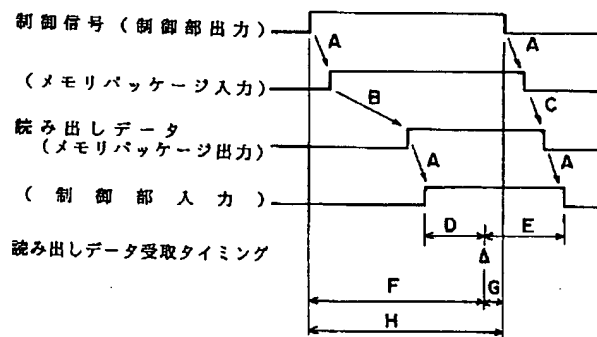 制御信号(制御部出力)
A
A
(メモリパッケージ入力)
B
C
読み出しデータ
(メモリパッケージ出力)
A
A
(制御部入力)
D
E
読み出しデータ受取タイミング
Δ
F
G
H